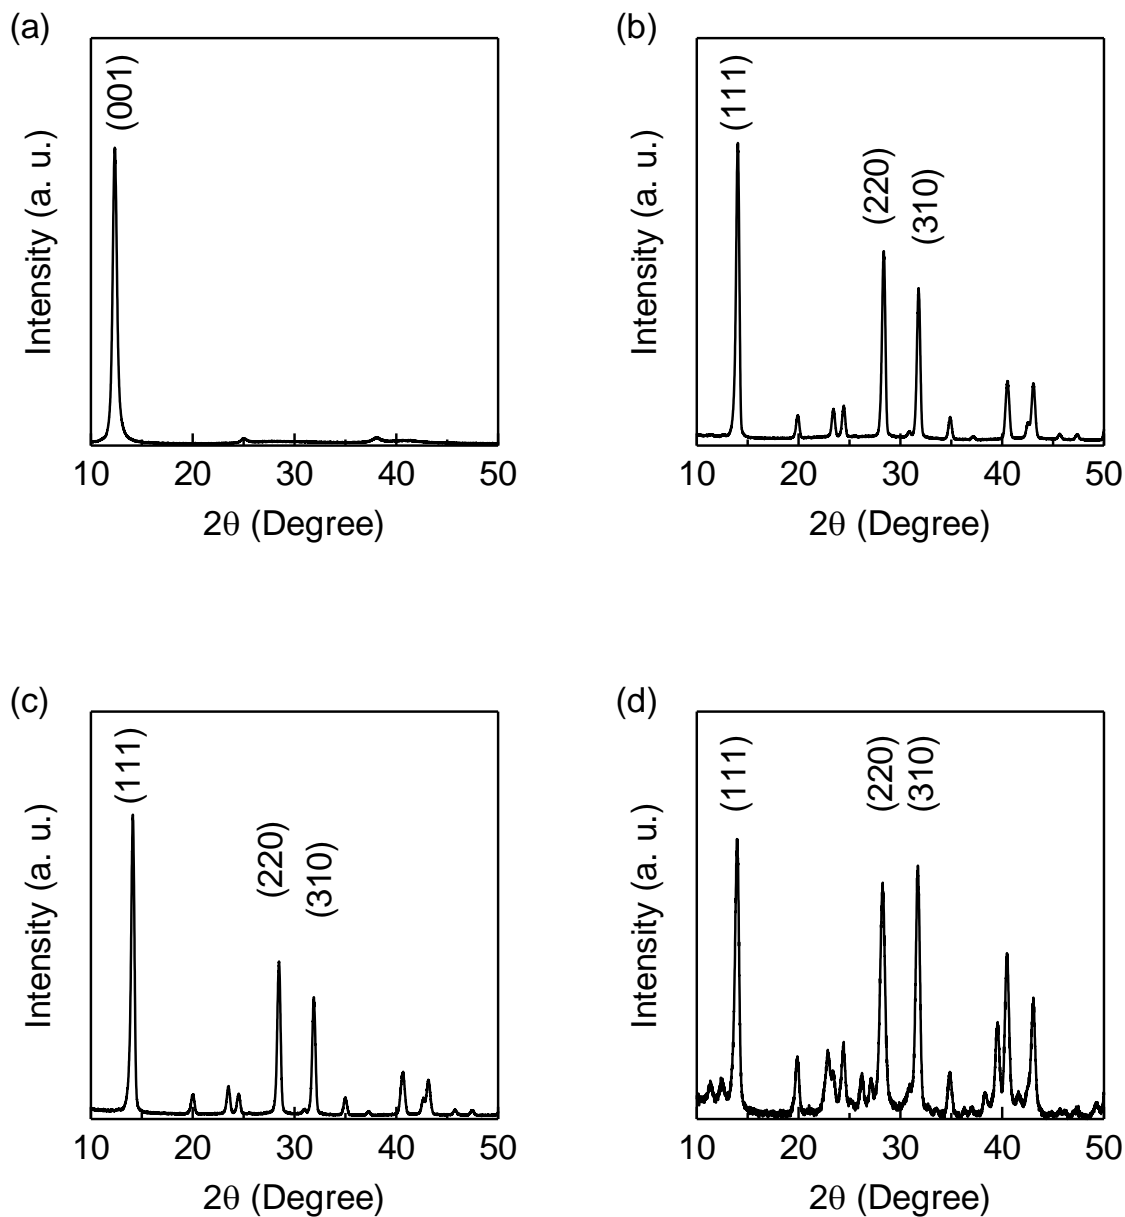 (a)
(001)
Intensity (a. u.)
10 20 30 40 50
2θ (Degree)
(b)
(111)
(220)
(310)
Intensity (a. u.)
10 20 30 40 50
2θ (Degree)
(c)
(111)
(220)
(310)
Intensity (a. u.)
10 20 30 40 50
2θ (Degree)
(d)
(111)
(220)
(310)
Intensity (a. u.)
10 20 30 40 50
2θ (Degree)